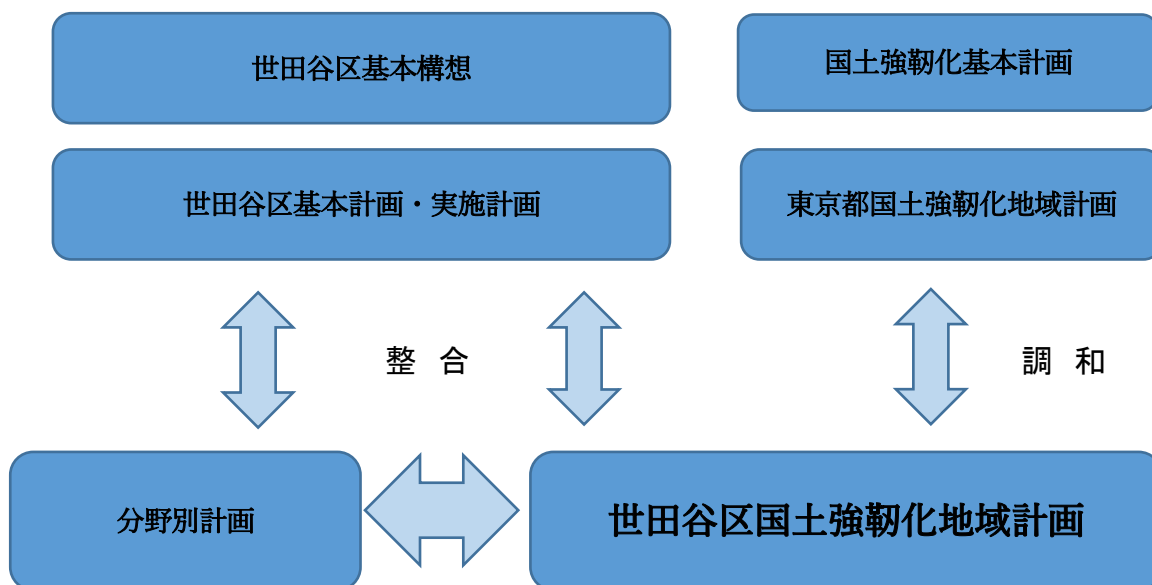 世田谷区基本構想
国土強靭化基本計画
世田谷区基本計画・実施計画
東京都国土強靭化地域計画
整 合
調 和
分野別計画
世田谷区国土強靭化地域計画